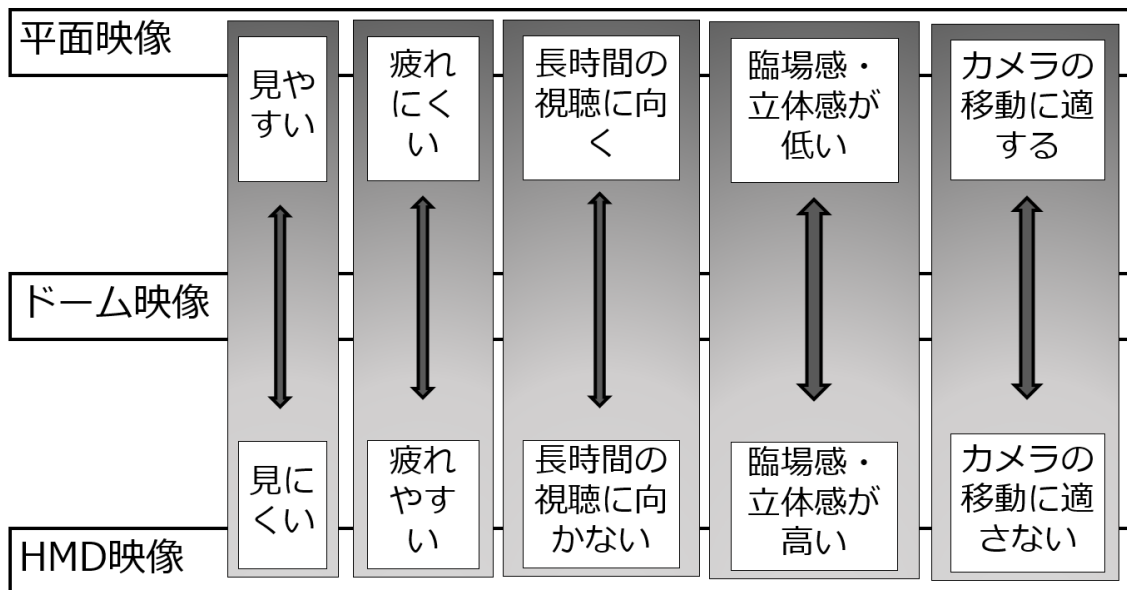 平面映像
見や
すい
疲れ
にくい
い
長時間の
視聴に向
く
臨場感・
立体感が
低い
カメラの
移動に適
する
ドーム映像
見に
くい
疲れ
やす
い
長時間の
視聴に向
かない
臨場感・
立体感が
高い
カメラの
移動に適
さない
HMD映像